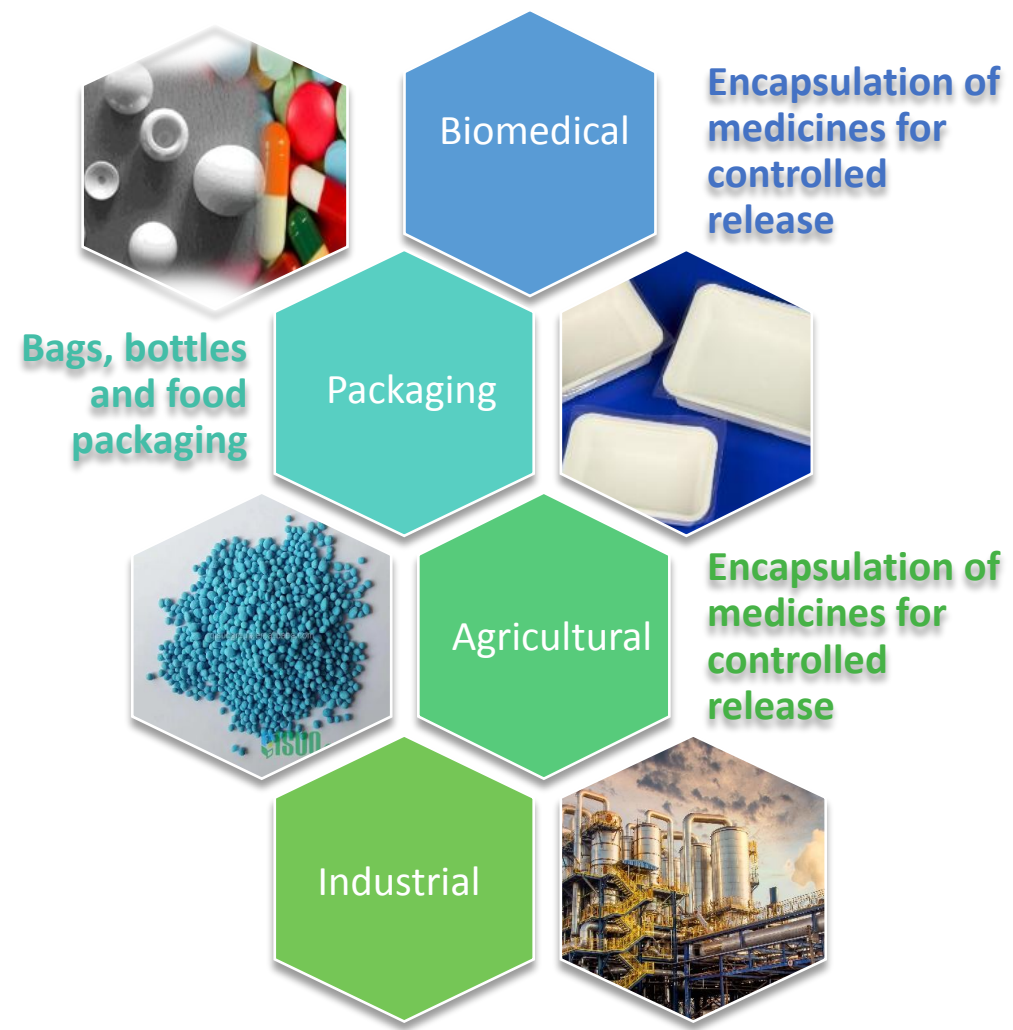 Biomedical
Encapsulation of
medicines for
controlled
release
Bags, bottles
and food
packaging
Packaging
Agricultural
Encapsulation of
medicines for
controlled
release
Industrial